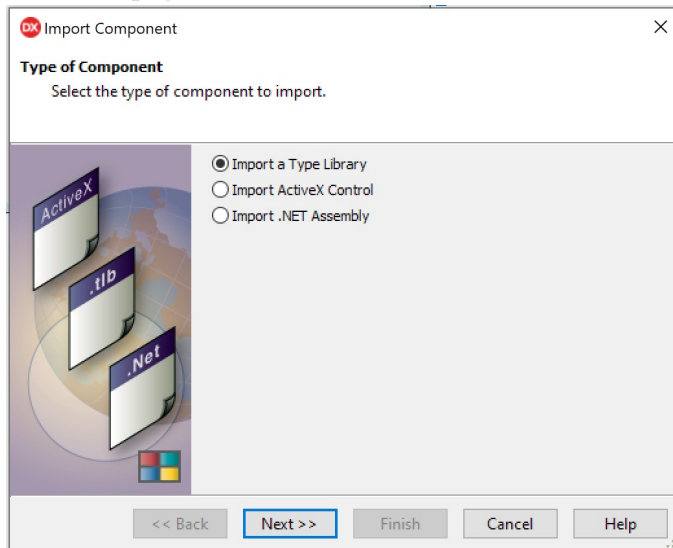 DX Import Component
Type of Component
Select the type of component to import.
Import a Type Library
Import ActiveX Control
Import .NET Assembly
ActiveX
.tlb
.Net
<< Back
Next >>
Finish
Cancel
Help